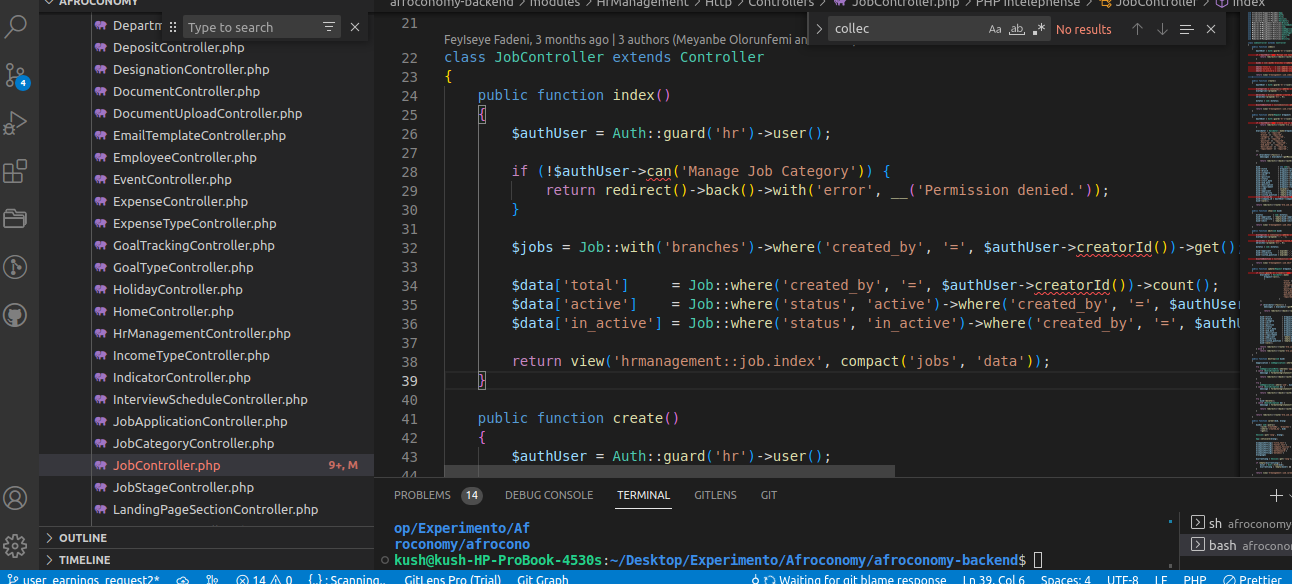 AFROCONOMY
Departm
Type to search
DepositController.php
DesignationController.php
DocumentController.php
DocumentUploadController.php
EmailTemplateController.php
EmployeeController.php
EventController.php
ExpenseController.php
ExpenseTypeController.php
GoalTrackingController.php
GoalTypeController.php
HolidayController.php
HomeController.php
HrManagementController.php
IncomeTypeController.php
IndicatorController.php
InterviewScheduleController.php
JobApplicationController.php
JobCategoryController.php
JobController.php 9+, M
JobStageController.php
LandingPageSectionController.php
OUTLINE
TIMELINE
4
afroconomy-backend > modules > HrManagement > Http > Controllers > JobController.php > PHP Intelephense > JobController > index
collec Aa ab .* No results
21
Feylseye Fadeni, 3 months ago | 3 authors (Meyanbe Olorunfemi an
22 class JobController extends Controller
23 {
24 public function index()
25 {
26 $authUser = Auth::guard('hr')->user();
27
28 if (!$authUser->can('Manage Job Category')) {
29 return redirect()->back()->with('error', __('Permission denied.'));
30 }
31
32 $jobs = Job::with('branches')->where('created_by', '=', $authUser->creatorId())->get()
33
34 $data['total'] = Job::where('created_by', '=', $authUser->creatorId())->count();
35 $data['active'] = Job::where('status', 'active')->where('created_by', '=', $authUser
36 $data['in_active'] = Job::where('status', 'in_active')->where('created_by', '=', $authU
37
38 return view('hrmanagement::job.index', compact('jobs', 'data'));
39 }
40
41 public function create()
42 {
43 $authUser = Auth::guard('hr')->user();
44
PROBLEMS 14 DEBUG CONSOLE TERMINAL GITLENS GIT
op/Experimento/Af
roconomy/afrocono
kush@kush-HP-ProBook-4530s:~/Desktop/Experimento/Afroconomy/afroconomy-backend$
sh afroconomy
bash afroconon
user_earnings_request2* 14 0 {..}: Scanning.. GitLens Pro (Trial) Git Graph Waiting for git blame response Ln 39, Col 6 Spaces: 4 UTF-8 LF PHP Prettier